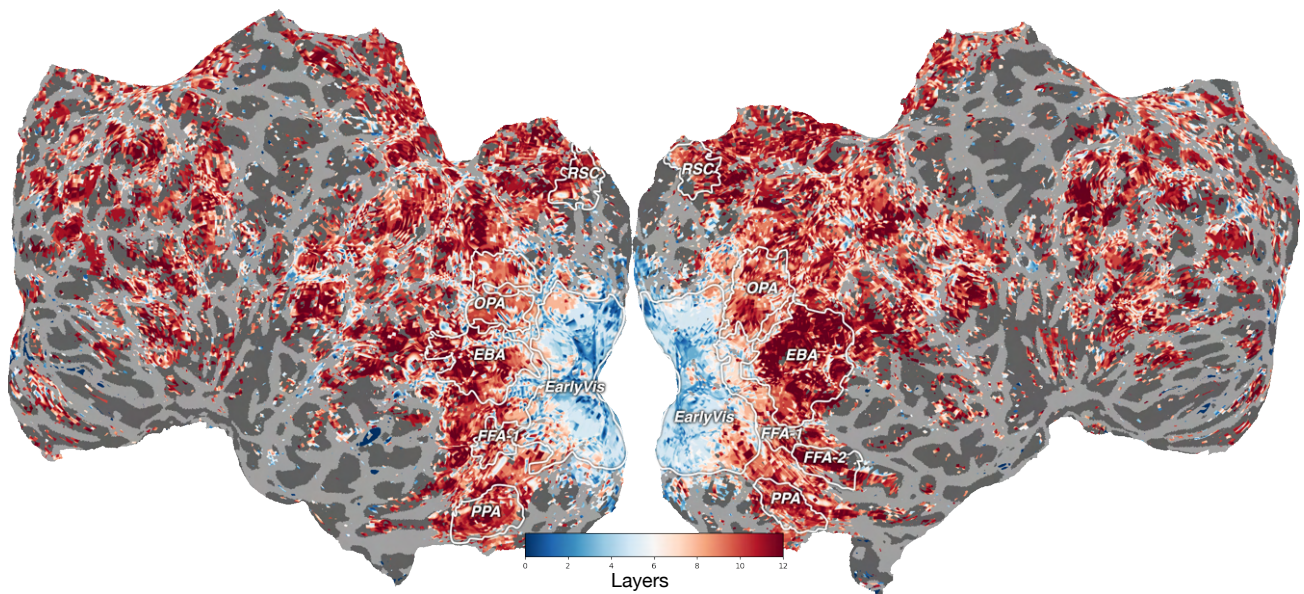 RSC
RSC
OPA
OPA
EBA
EBA
EarlyVis
EarlyVis
FFA-1
FFA-1
FFA-2
PPA
PPA
0 2 4 6 8 10 12
Layers